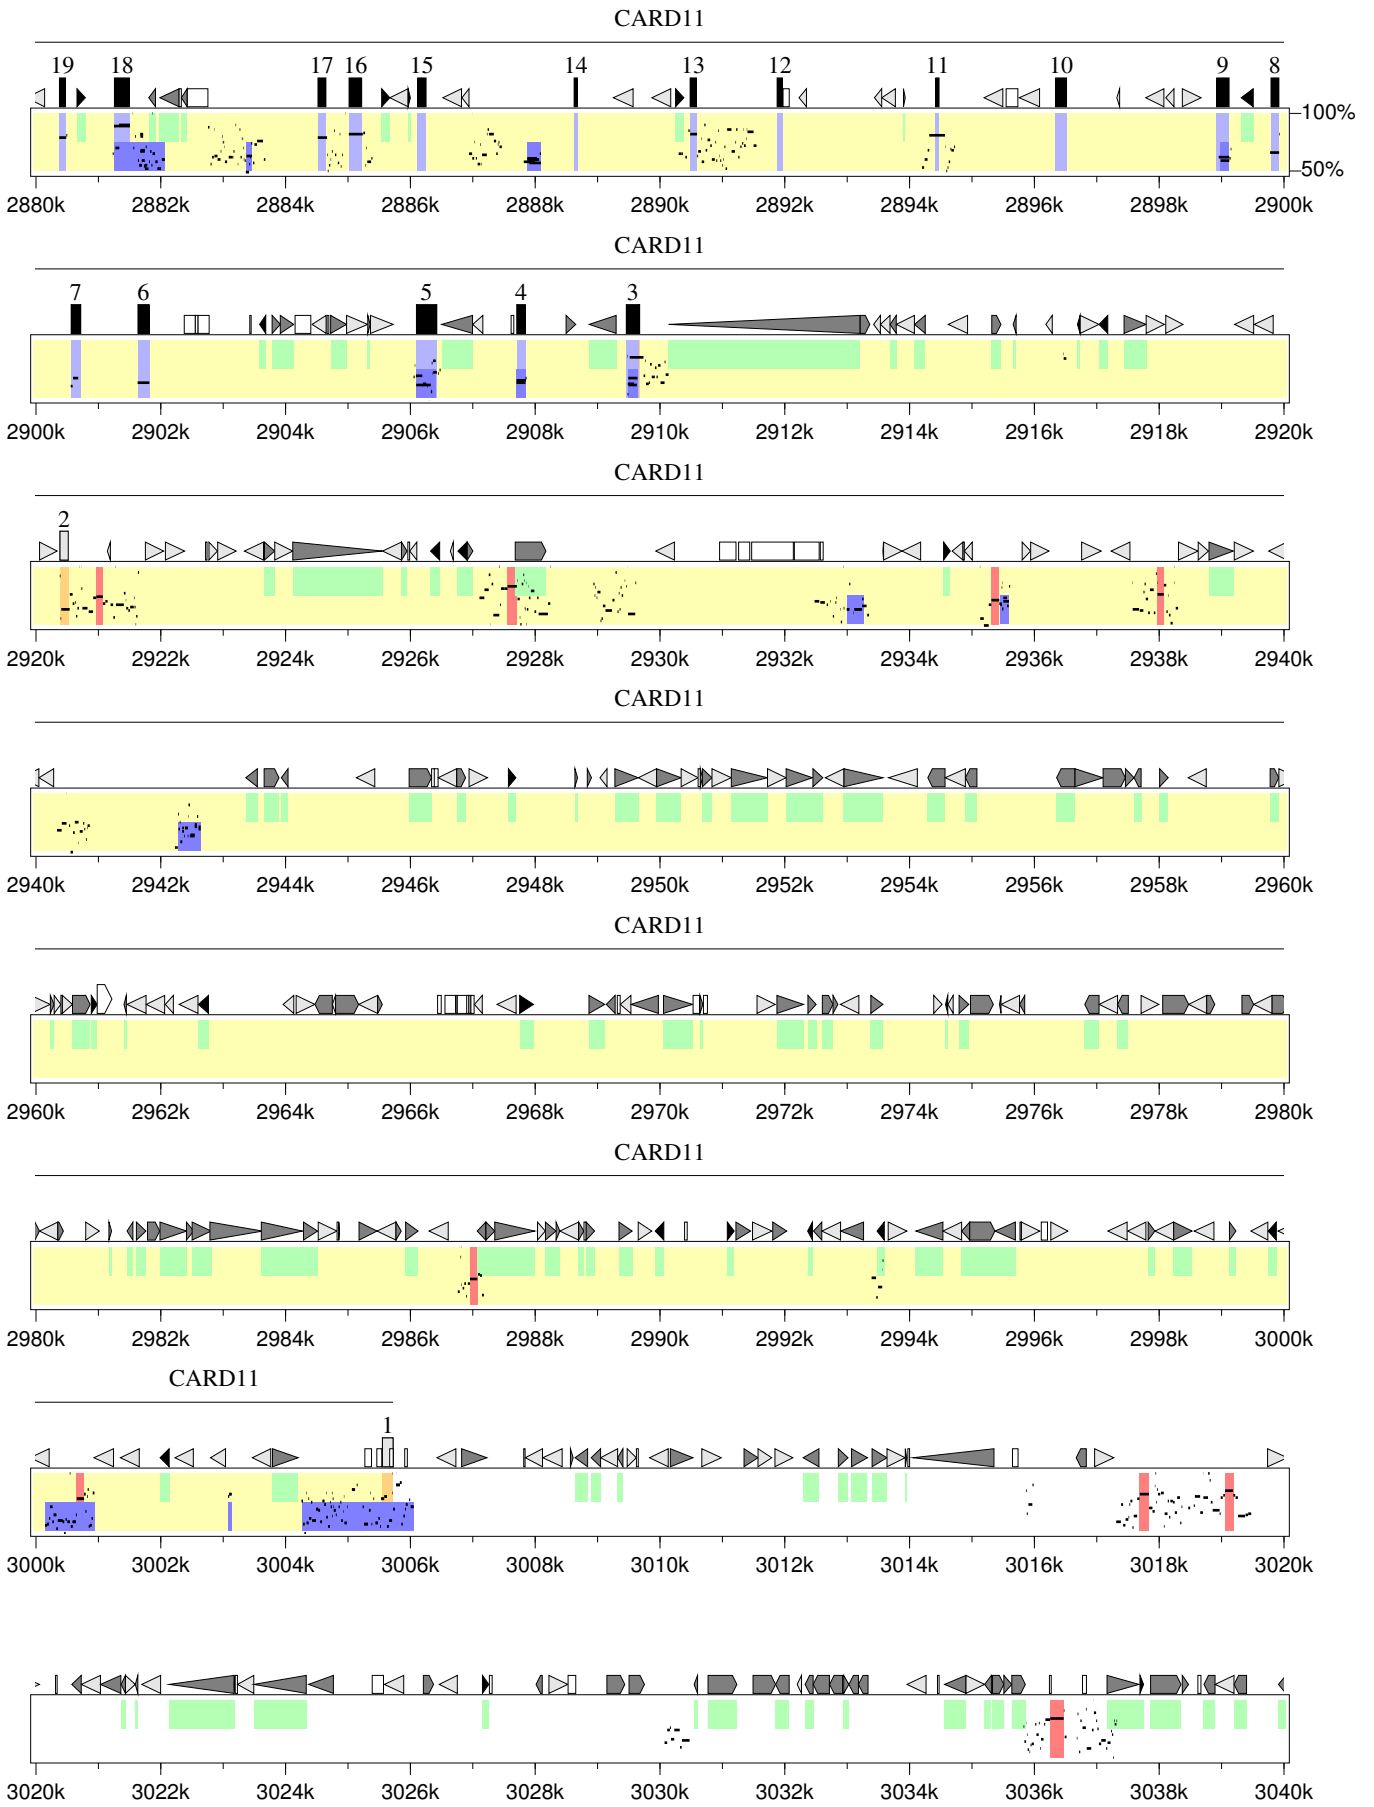 CARD11
19 18 17 16 15 14 13 12 11 10 9 8
100%
50%
2880k 2882k 2884k 2886k 2888k 2890k 2892k 2894k 2896k 2898k 2900k
CARD11
7 6 5 4 3
2900k 2902k 2904k 2906k 2908k 2910k 2912k 2914k 2916k 2918k 2920k
CARD11
2
2920k 2922k 2924k 2926k 2928k 2930k 2932k 2934k 2936k 2938k 2940k
CARD11
2940k 2942k 2944k 2946k 2948k 2950k 2952k 2954k 2956k 2958k 2960k
CARD11
2960k 2962k 2964k 2966k 2968k 2970k 2972k 2974k 2976k 2978k 2980k
CARD11
2980k 2982k 2984k 2986k 2988k 2990k 2992k 2994k 2996k 2998k 3000k
CARD11
1
3000k 3002k 3004k 3006k 3008k 3010k 3012k 3014k 3016k 3018k 3020k
3020k 3022k 3024k 3026k 3028k 3030k 3032k 3034k 3036k 3038k 3040k